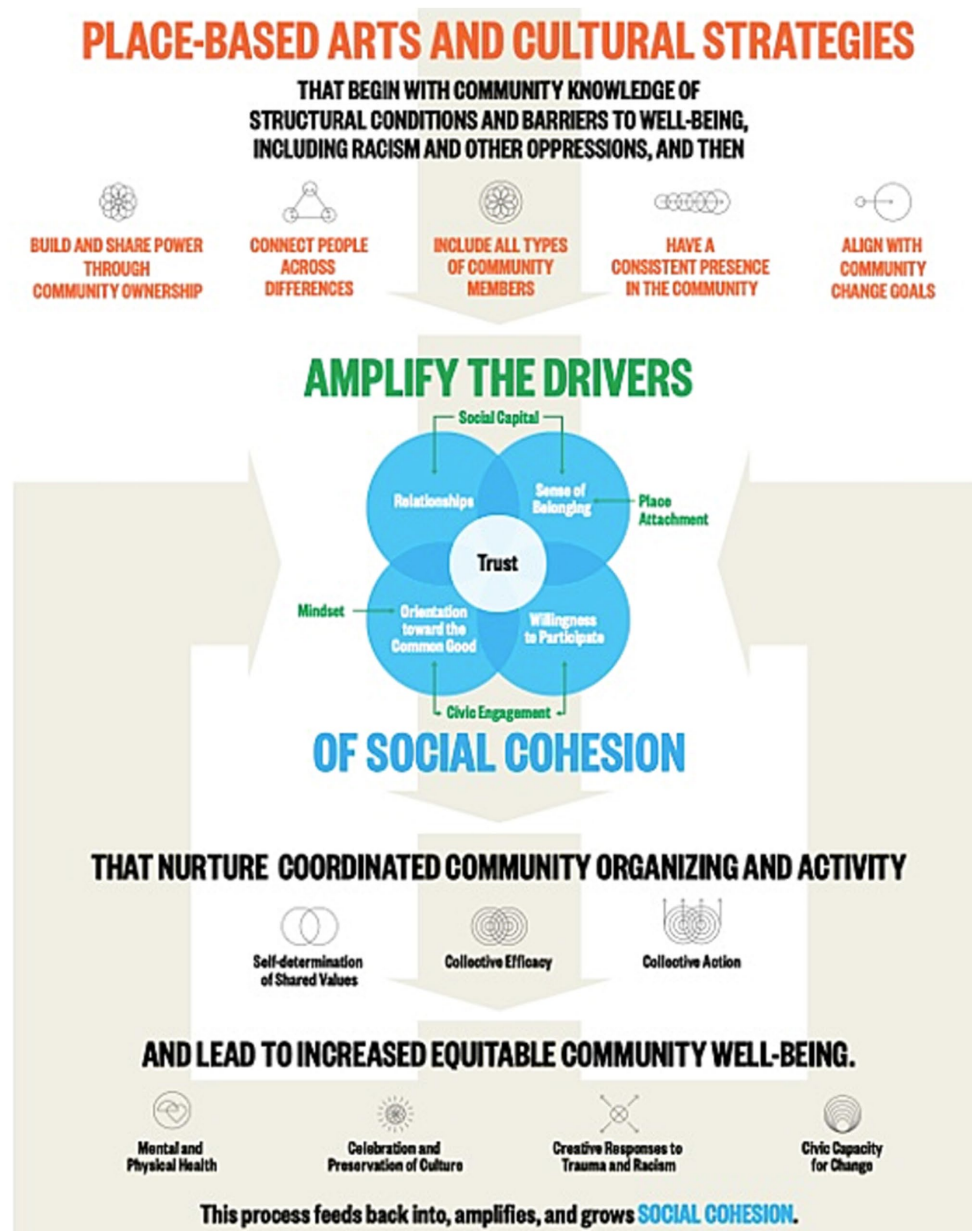 PLACE-BASED ARTS AND CULTURAL STRATEGIES
THAT BEGIN WITH COMMUNITY KNOWLEDGE OF
STRUCTURAL CONDITIONS AND BARRIERS TO WELL-BEING,
INCLUDING RACISM AND OTHER OPPRESSIONS, AND THEN
BUILD AND SHARE POWER
THROUGH
COMMUNITY OWNERSHIP
CONNECT PEOPLE
ACROSS
DIFFERENCES
INCLUDE ALL TYPES
OF COMMUNITY
MEMBERS
HAVE A
CONSISTENT PRESENCE
IN THE COMMUNITY
ALIGN WITH
COMMUNITY
CHANGE GOALS
AMPLIFY THE DRIVERS
Social Capital
Relationships
Sense of
Belonging
Place
Attachment
Trust
Mindset
Orientation
toward the
Common Good
Willingness
to Participate
Civic Engagement
OF SOCIAL COHESION
THAT NURTURE COORDINATED COMMUNITY ORGANIZING AND ACTIVITY
Self-determination
of Shared Values
Collective Efficacy
Collective Action
AND LEAD TO INCREASED EQUITABLE COMMUNITY WELL-BEING.
Mental and
Physical Health
Celebration and
Preservation of Culture
Creative Responses to
Trauma and Racism
Civic Capacity
for Change
This process feeds back into, amplifies, and grows SOCIAL COHESION.